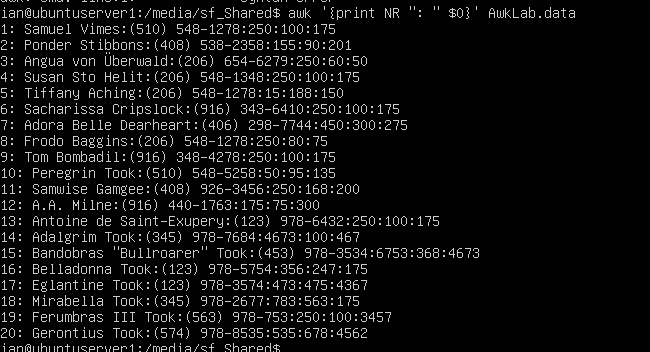 ian@ubuntuserver1:/media/sf_Shared$ awk '{print NR ": " $0}' AwkLab.data
1: Samuel Vimes:(510) 548-1278:250:100:175
2: Ponder Stibbons:(408) 538-2358:155:90:201
3: Angua von Überwald:(206) 654-6279:250:60:50
4: Susan Sto Helit:(206) 548-1348:250:100:175
5: Tiffany Aching:(206) 548-1278:15:188:150
6: Sacharissa Cripslock:(916) 343-6410:250:100:175
7: Adora Belle Dearheart:(406) 298-7744:450:300:275
8: Frodo Baggins:(206) 548-1278:250:80:75
9: Tom Bombadil:(916) 348-4278:250:100:175
10: Peregrin Took:(510) 548-5258:50:95:135
11: Samwise Gamgee:(408) 926-3456:250:168:200
12: A.A. Milne:(916) 440-1763:175:75:300
13: Antoine de Saint-Exupery:(123) 978-6432:250:100:175
14: Adalgrim Took:(345) 978-7684:4673:100:467
15: Bandobras "Bullroarer" Took:(453) 978-3534:6753:368:4673
16: Belladonna Took:(123) 978-5754:356:247:175
17: Eglantine Took:(123) 978-3574:473:475:4367
18: Mirabella Took:(345) 978-2677:783:563:175
19: Ferumbras III Took:(563) 978-753:250:100:3457
20: Gerontius Took:(574) 978-8535:535:678:4562
ian@ubuntuserver1:/media/sf_Shared$